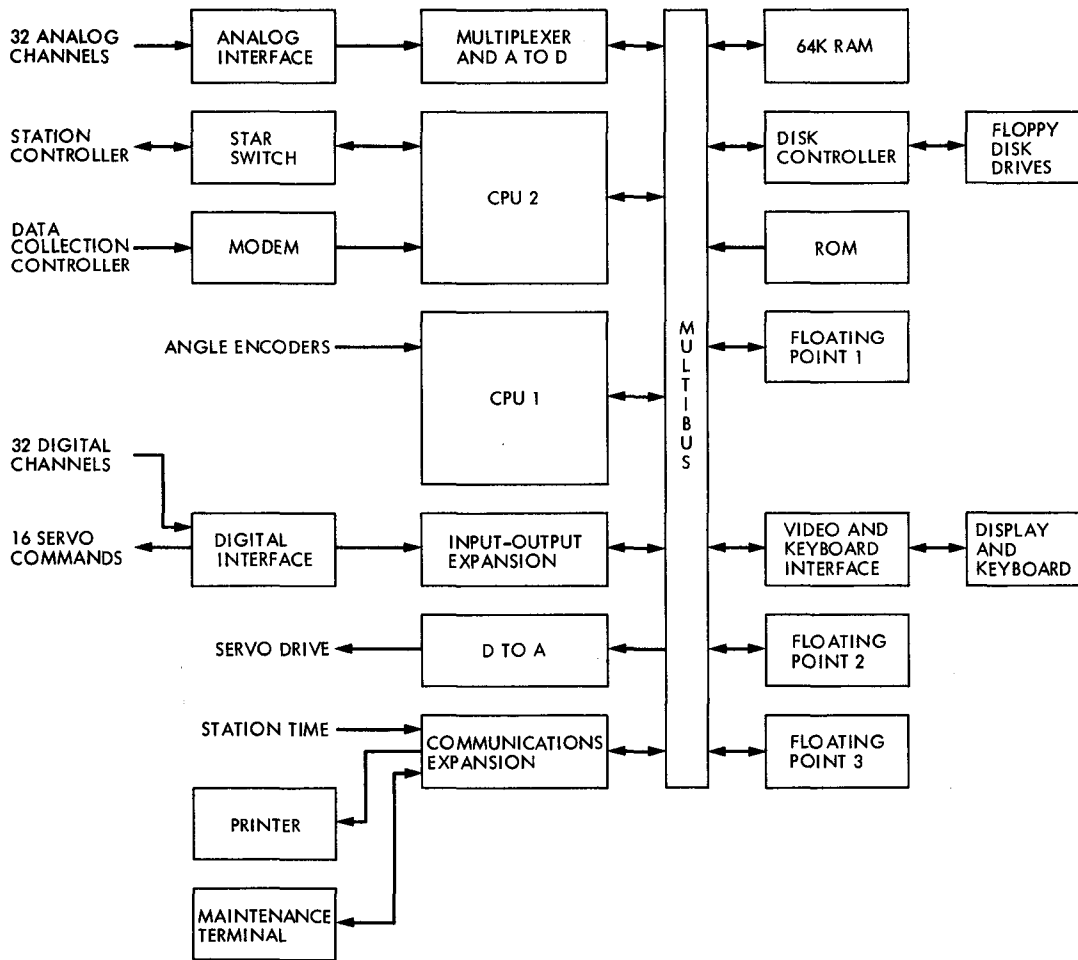 32 ANALOG
CHANNELS
ANALOG
INTERFACE
MULTIPLEXER
AND A TO D
64K RAM
STATION
CONTROLLER
STAR
SWITCH
CPU 2
DISK
CONTROLLER
FLOPPY
DISK
DRIVES
DATA
COLLECTION
CONTROLLER
MODEM
ROM
ANGLE ENCODERS
CPU 1
MULTIBUS
FLOATING
POINT 1
32 DIGITAL
CHANNELS
16 SERVO
COMMANDS
DIGITAL
INTERFACE
INPUT-OUTPUT
EXPANSION
VIDEO AND
KEYBOARD
INTERFACE
DISPLAY
AND
KEYBOARD
SERVO DRIVE
D TO A
FLOATING
POINT 2
STATION TIME
COMMUNICATIONS
EXPANSION
FLOATING
POINT 3
PRINTER
MAINTENANCE
TERMINAL